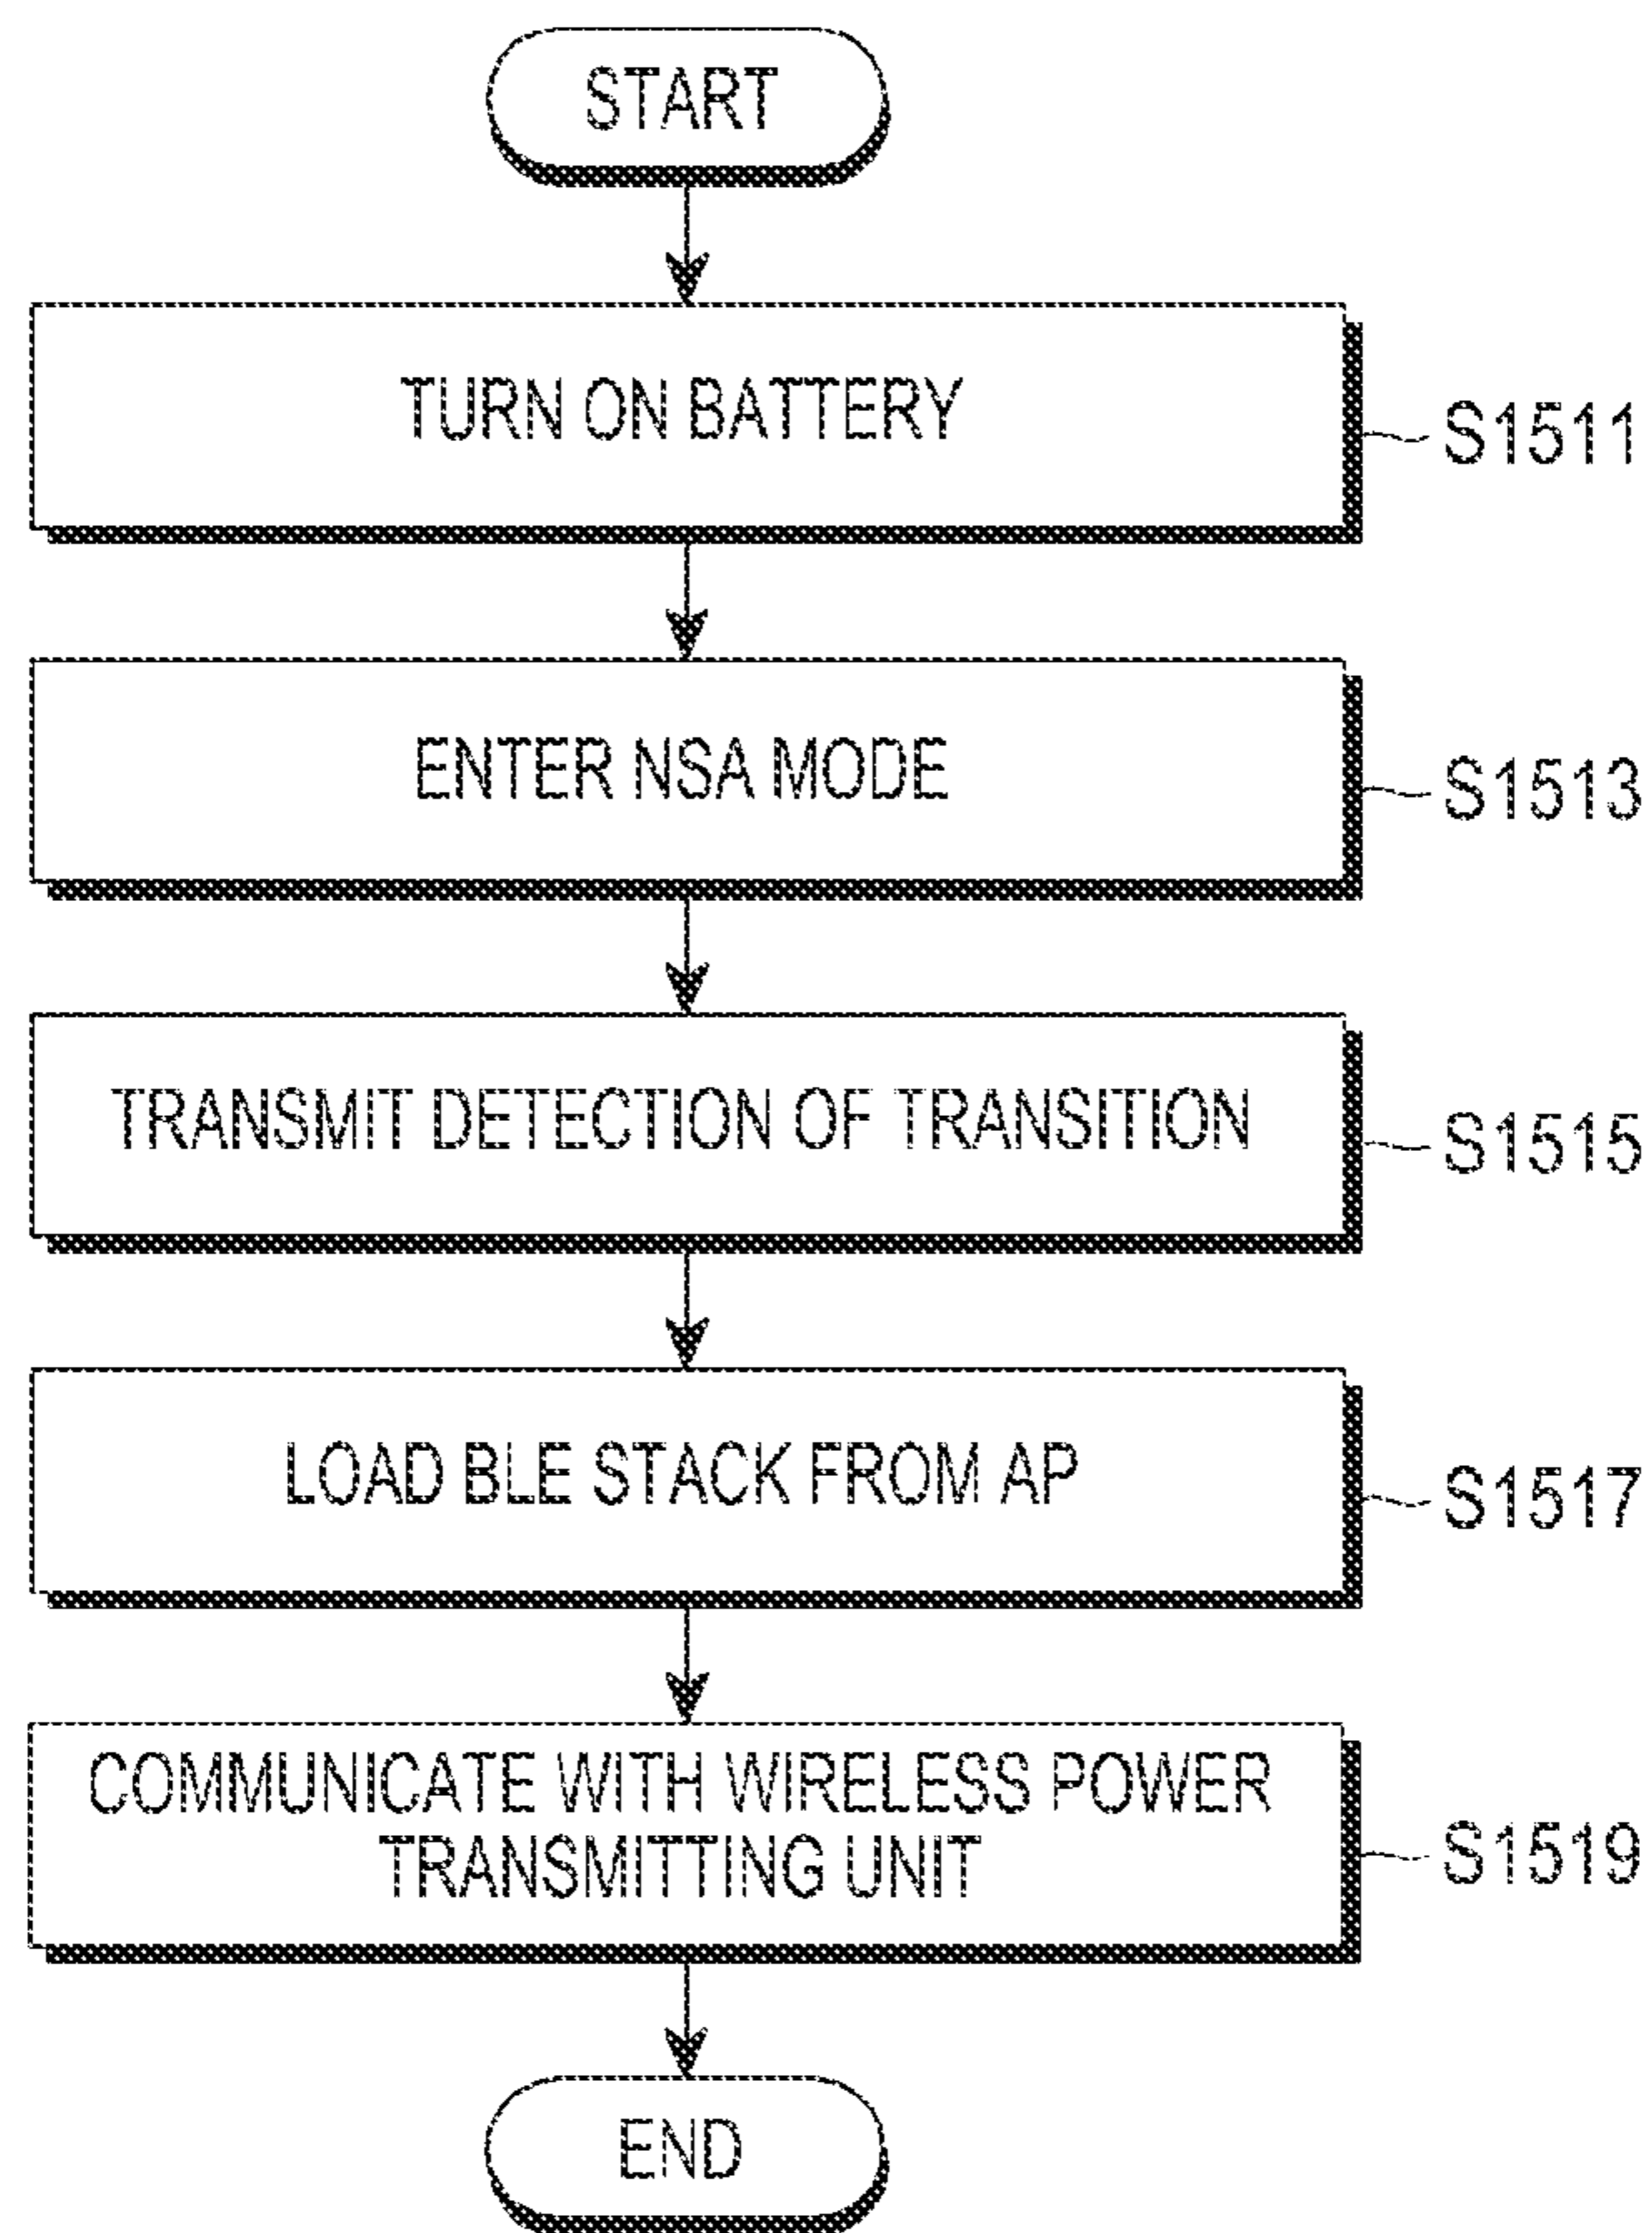 START
TURN ON BATTERY
S1511
ENTER NSA MODE
S1513
TRANSMIT DETECTION OF TRANSITION
S1515
LOAD BLE STACK FROM AP
S1517
COMMUNICATE WITH WIRELESS POWER
TRANSMITTING UNIT
S1519
END